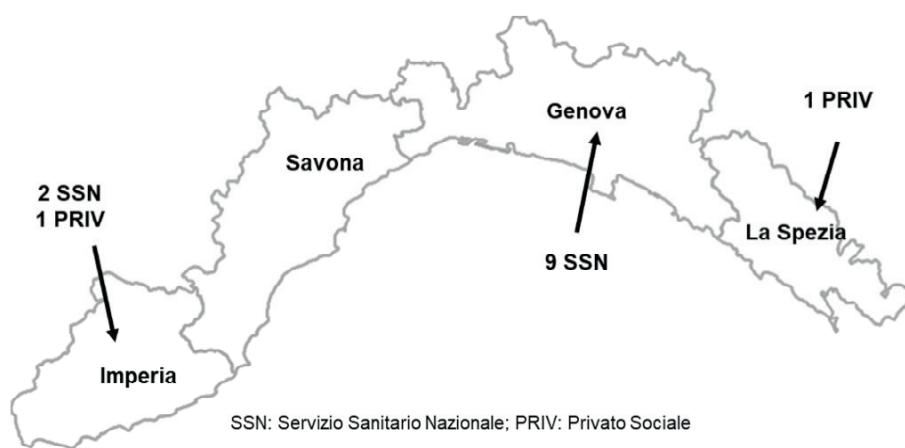 1 PRIV
Genova
Savona
2 SSN
1 PRIV
La Spezia
9 SSN
Imperia
SSN: Servizio Sanitario Nazionale; PRIV: Privato Sociale